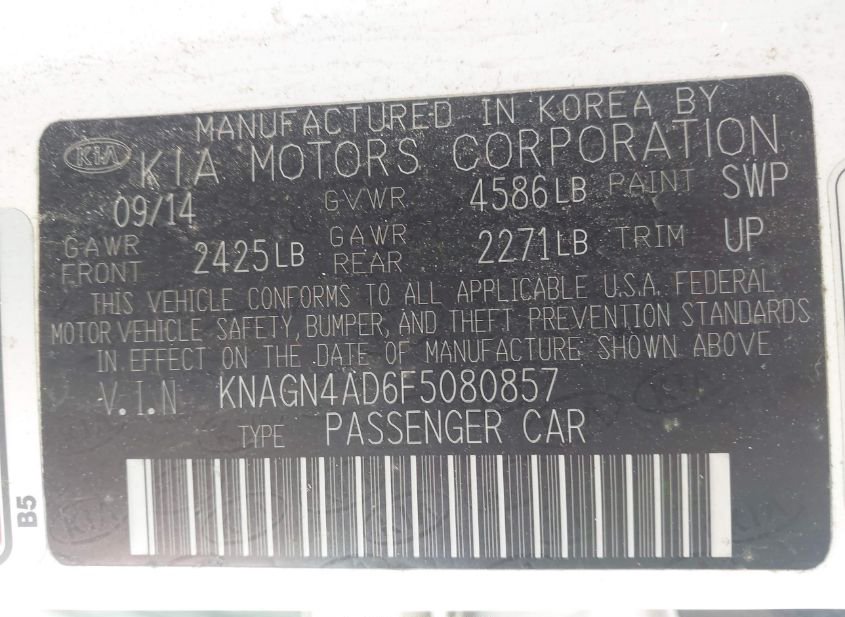 MANUFACTURED IN KOREA BY
KIA KIA MOTORS CORPORATION
09/14 GVWR 4586LB PAINT SWP
GAWR FRONT 2425LB GAWR REAR 2271LB TRIM UP
THIS VEHICLE CONFORMS TO ALL APPLICABLE U.S.A. FEDERAL
MOTOR VEHICLE SAFETY, BUMPER, AND THEFT PREVENTION STANDARDS
IN EFFECT ON THE DATE OF MANUFACTURE SHOWN ABOVE
V.I.N KNAGN4AD6F5080857
TYPE PASSENGER CAR
B5